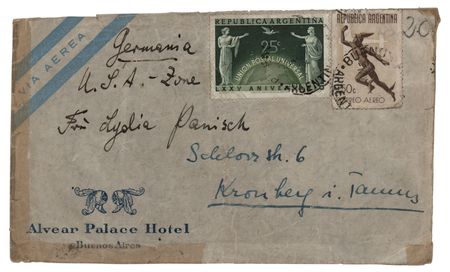 VIA AEREA
REPUBLICA ARGENTINA
25c
UNION POSTAL UNIVERSAL
LXXV ANIVERSARIO
REPUBLICA ARGENTINA
CORREO AEREO
20
Germania
U.S.A.-Zone
Frl Lydia Panisch
Schlossstr. 6
Kronberg i. Taunus
Alvear Palace Hotel
Buenos Aires